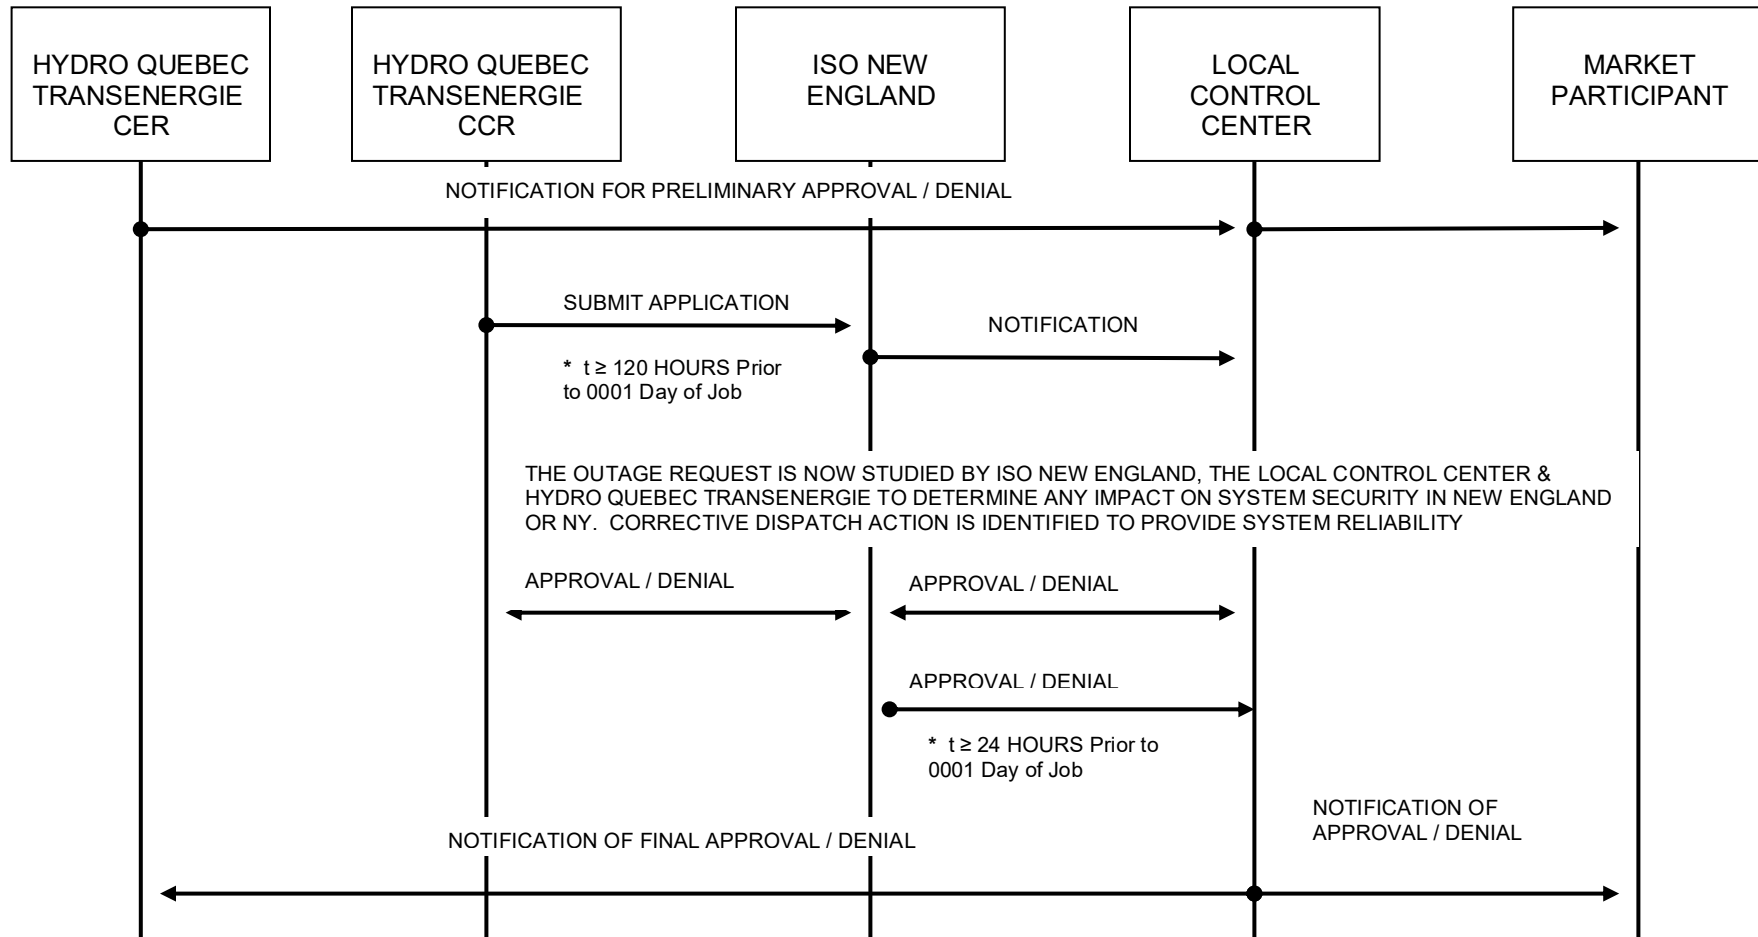 HYDRO QUEBEC
TRANSENERGIE
CER
HYDRO QUEBEC
TRANSENERGIE
CCR
ISO NEW
ENGLAND
LOCAL
CONTROL
CENTER
MARKET
PARTICIPANT
NOTIFICATION FOR PRELIMINARY APPROVAL / DENIAL
SUBMIT APPLICATION
NOTIFICATION
* t ≥ 120 HOURS Prior
to 0001 Day of Job
THE OUTAGE REQUEST IS NOW STUDIED BY ISO NEW ENGLAND, THE LOCAL CONTROL CENTER &
HYDRO QUEBEC TRANSENERGIE TO DETERMINE ANY IMPACT ON SYSTEM SECURITY IN NEW ENGLAND
OR NY. CORRECTIVE DISPATCH ACTION IS IDENTIFIED TO PROVIDE SYSTEM RELIABILITY
APPROVAL / DENIAL
APPROVAL / DENIAL
APPROVAL / DENIAL
* t ≥ 24 HOURS Prior to
0001 Day of Job
NOTIFICATION OF
APPROVAL / DENIAL
NOTIFICATION OF FINAL APPROVAL / DENIAL